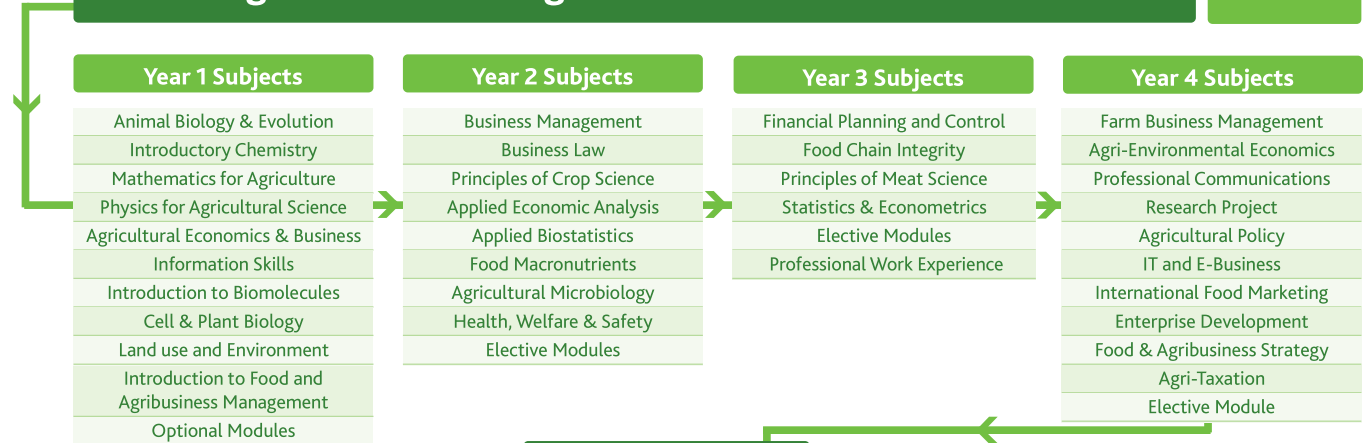 Year 1 Subjects
Animal Biology & Evolution
Introductory Chemistry
Mathematics for Agriculture
Physics for Agricultural Science
Agricultural Economics & Business
Information Skills
Introduction to Biomolecules
Cell & Plant Biology
Land use and Environment
Introduction to Food and
Agribusiness Management
Optional Modules
Year 2 Subjects
Business Management
Business Law
Principles of Crop Science
Applied Economic Analysis
Applied Biostatistics
Food Macronutrients
Agricultural Microbiology
Health, Welfare & Safety
Elective Modules
Year 3 Subjects
Financial Planning and Control
Food Chain Integrity
Principles of Meat Science
Statistics & Econometrics
Elective Modules
Professional Work Experience
Year 4 Subjects
Farm Business Management
Agri-Environmental Economics
Professional Communications
Research Project
Agricultural Policy
IT and E-Business
International Food Marketing
Enterprise Development
Food & Agribusiness Strategy
Agri-Taxation
Elective Module